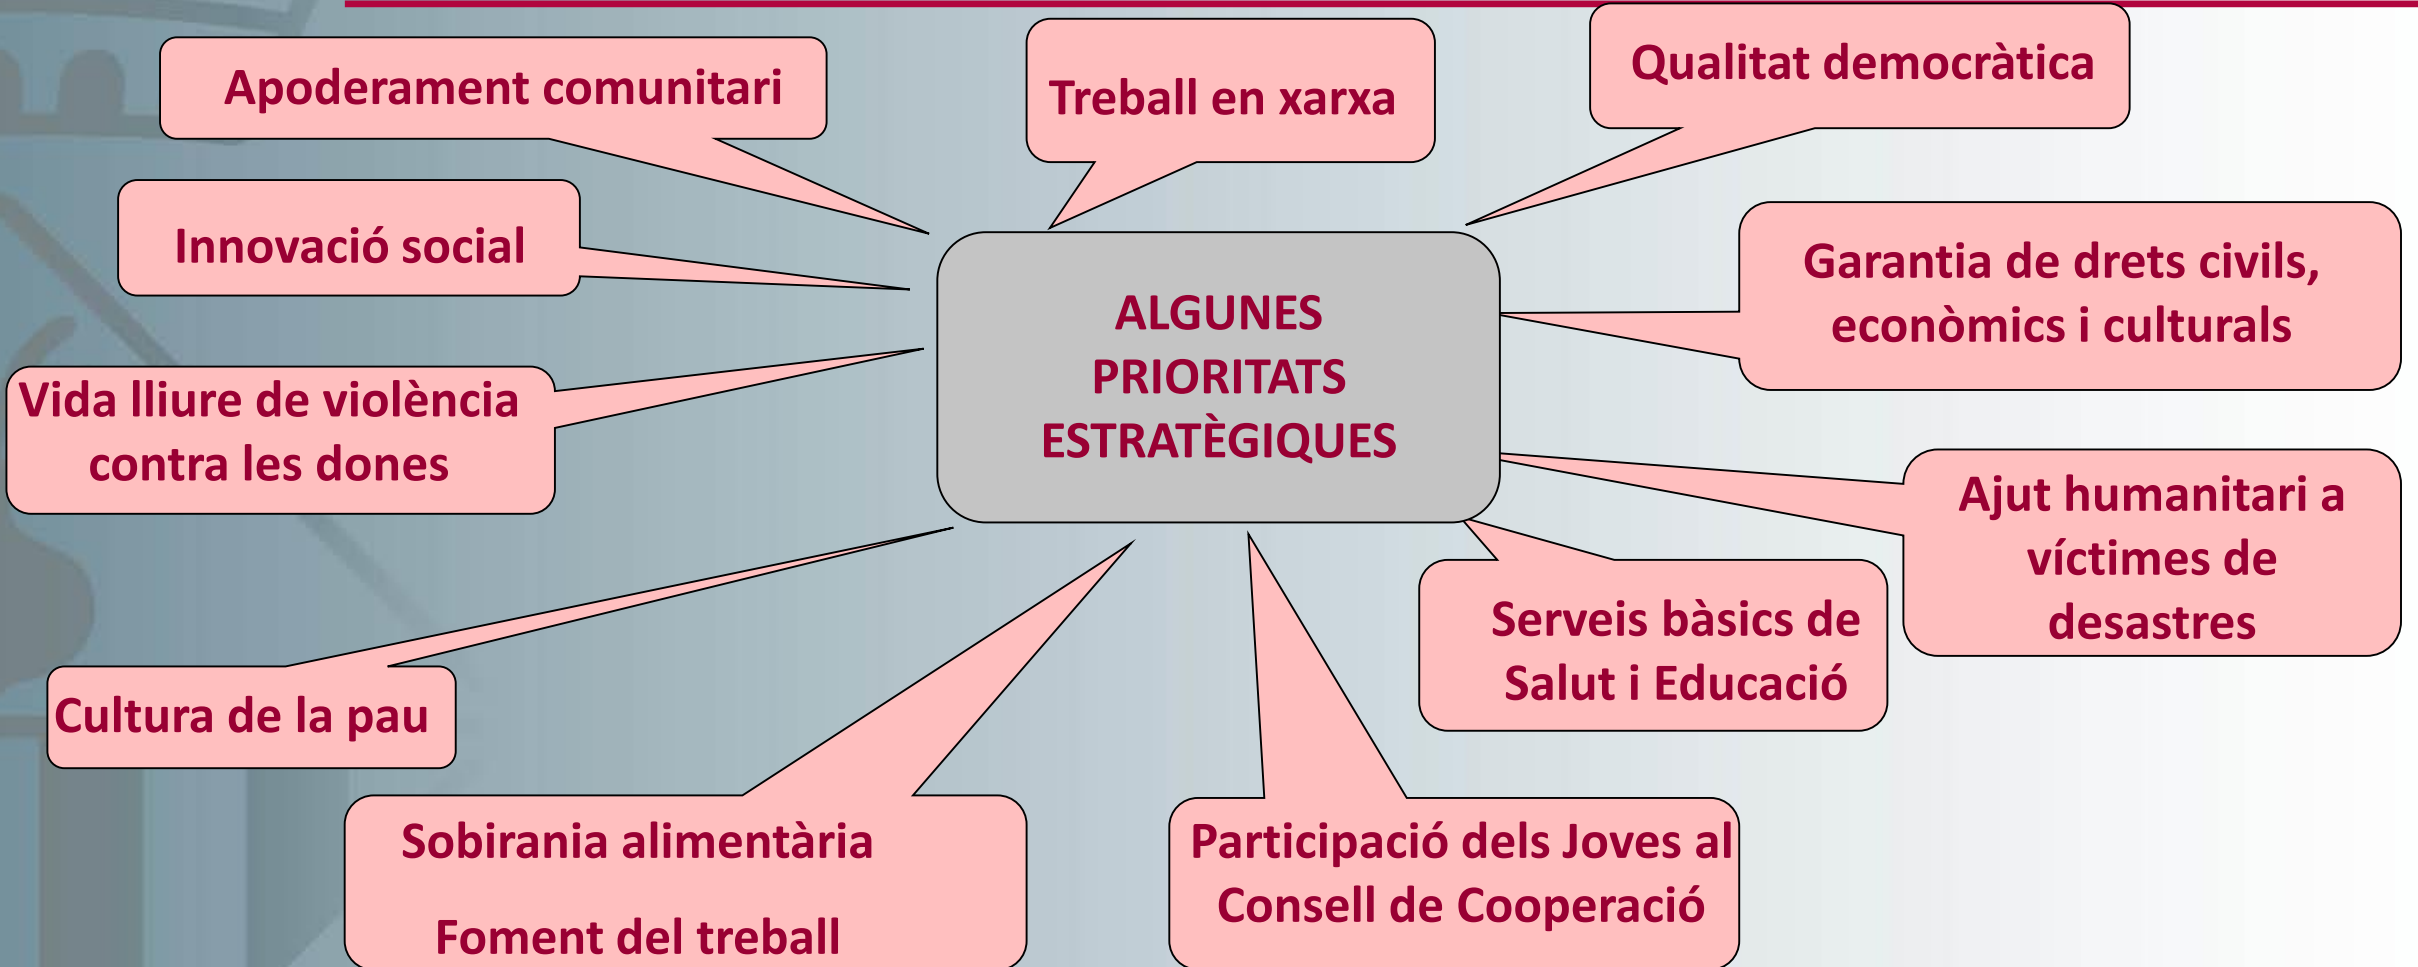 Apoderament comunitari
Treball en xarxa
Qualitat democràtica
Innovació social
Garantia de drets civils,
econòmics i culturals
ALGUNES
PRIORITATS
ESTRATÈGIQUES
Vida lliure de violència
contra les dones
Ajut humanitari a
víctimes de
desastres
Serveis bàsics de
Salut i Educació
Cultura de la pau
Sobirania alimentària
Foment del treball
Participació dels Joves al
Consell de Cooperació